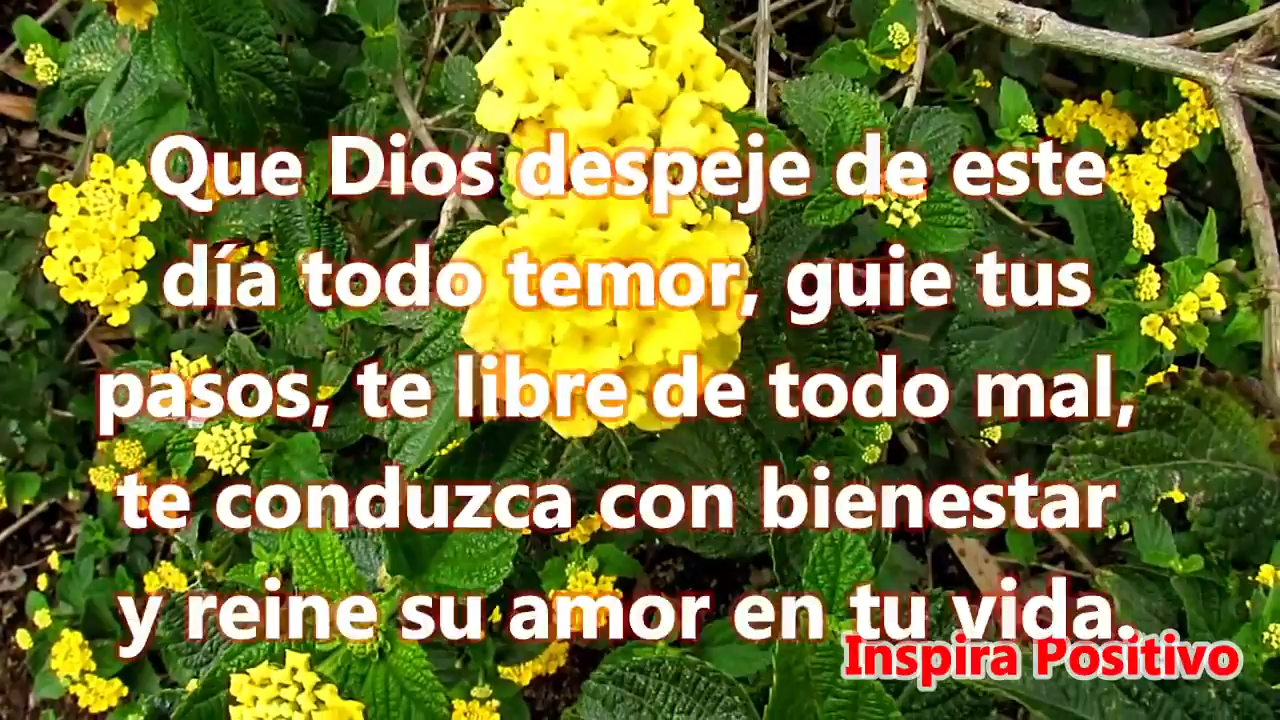 Que Dios despeje de este
día todo temor, guie tus
pasos, te libre de todo mal,
te conduzca con bienestar
y reine su amor en tu vida.
Inspira Positivo